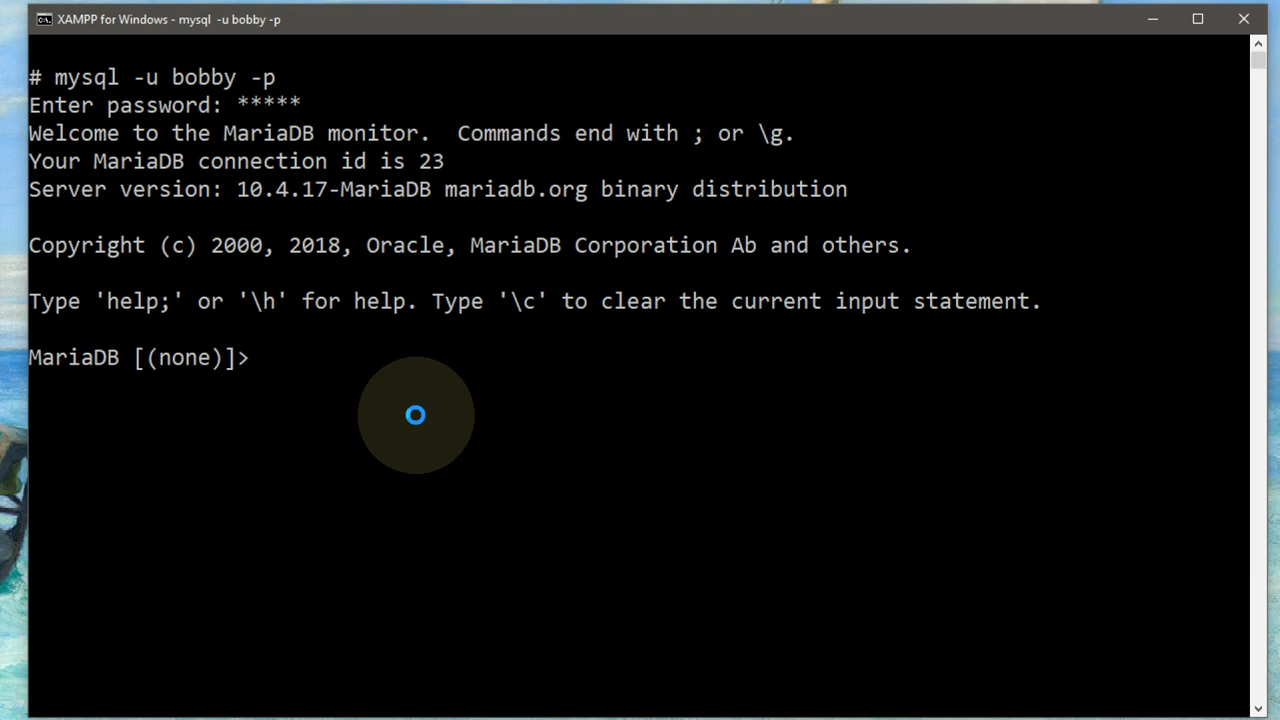 XAMPP for Windows - mysql -u bobby -p
# mysql -u bobby -p
Enter password: *****
Welcome to the MariaDB monitor.  Commands end with ; or \g.
Your MariaDB connection id is 23
Server version: 10.4.17-MariaDB mariadb.org binary distribution
Copyright (c) 2000, 2018, Oracle, MariaDB Corporation Ab and others.
Type 'help;' or '\h' for help. Type '\c' to clear the current input statement.
MariaDB [(none)]>